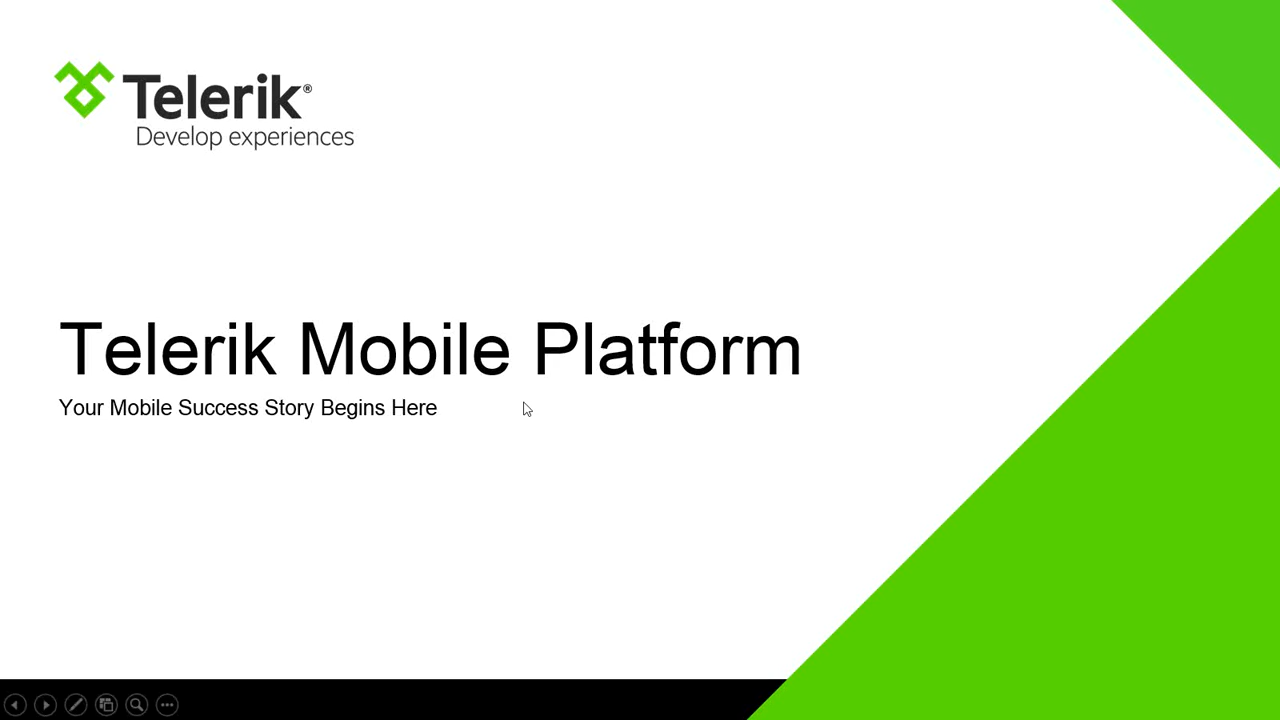 Telerik®
Develop experiences
Telerik Mobile Platform
Your Mobile Success Story Begins Here